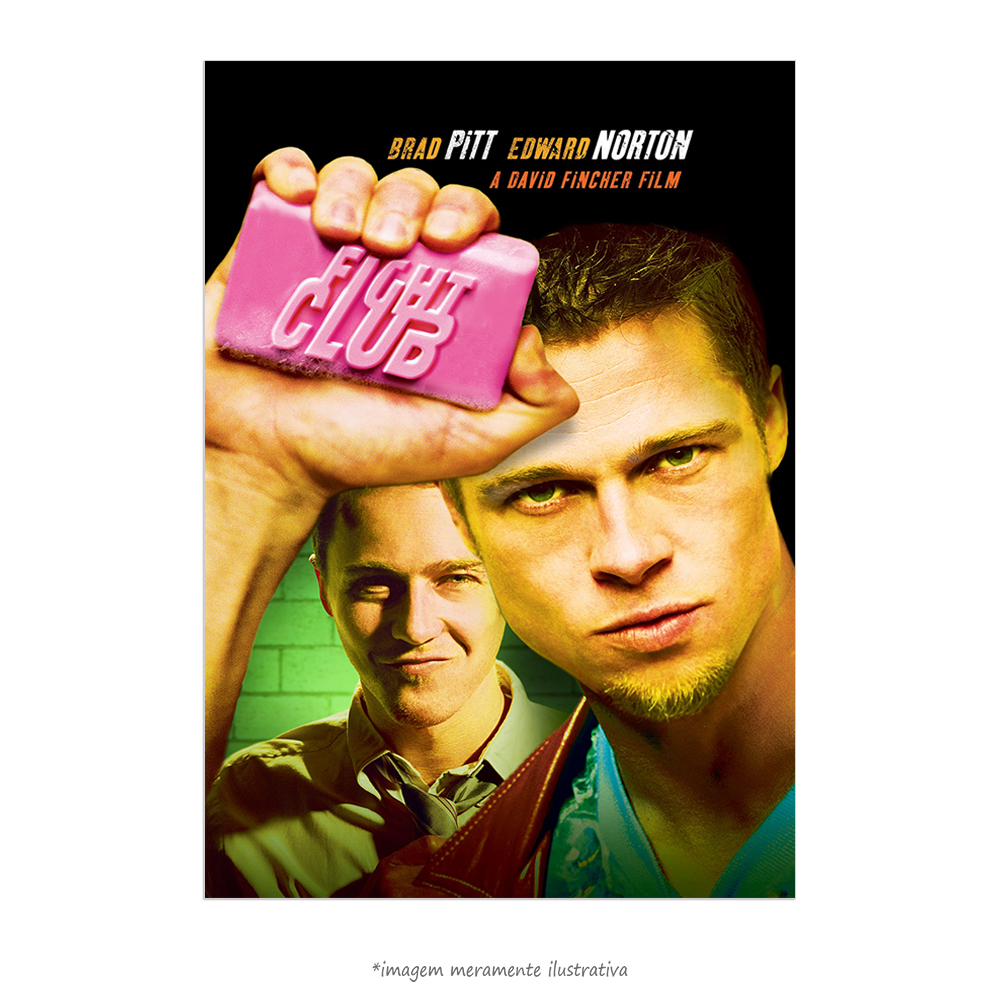 BRAD PITT EDWARD NORTON
A DAVID FINCHER FILM
FIGHT
CLUB
*imagem meramente ilustrativa